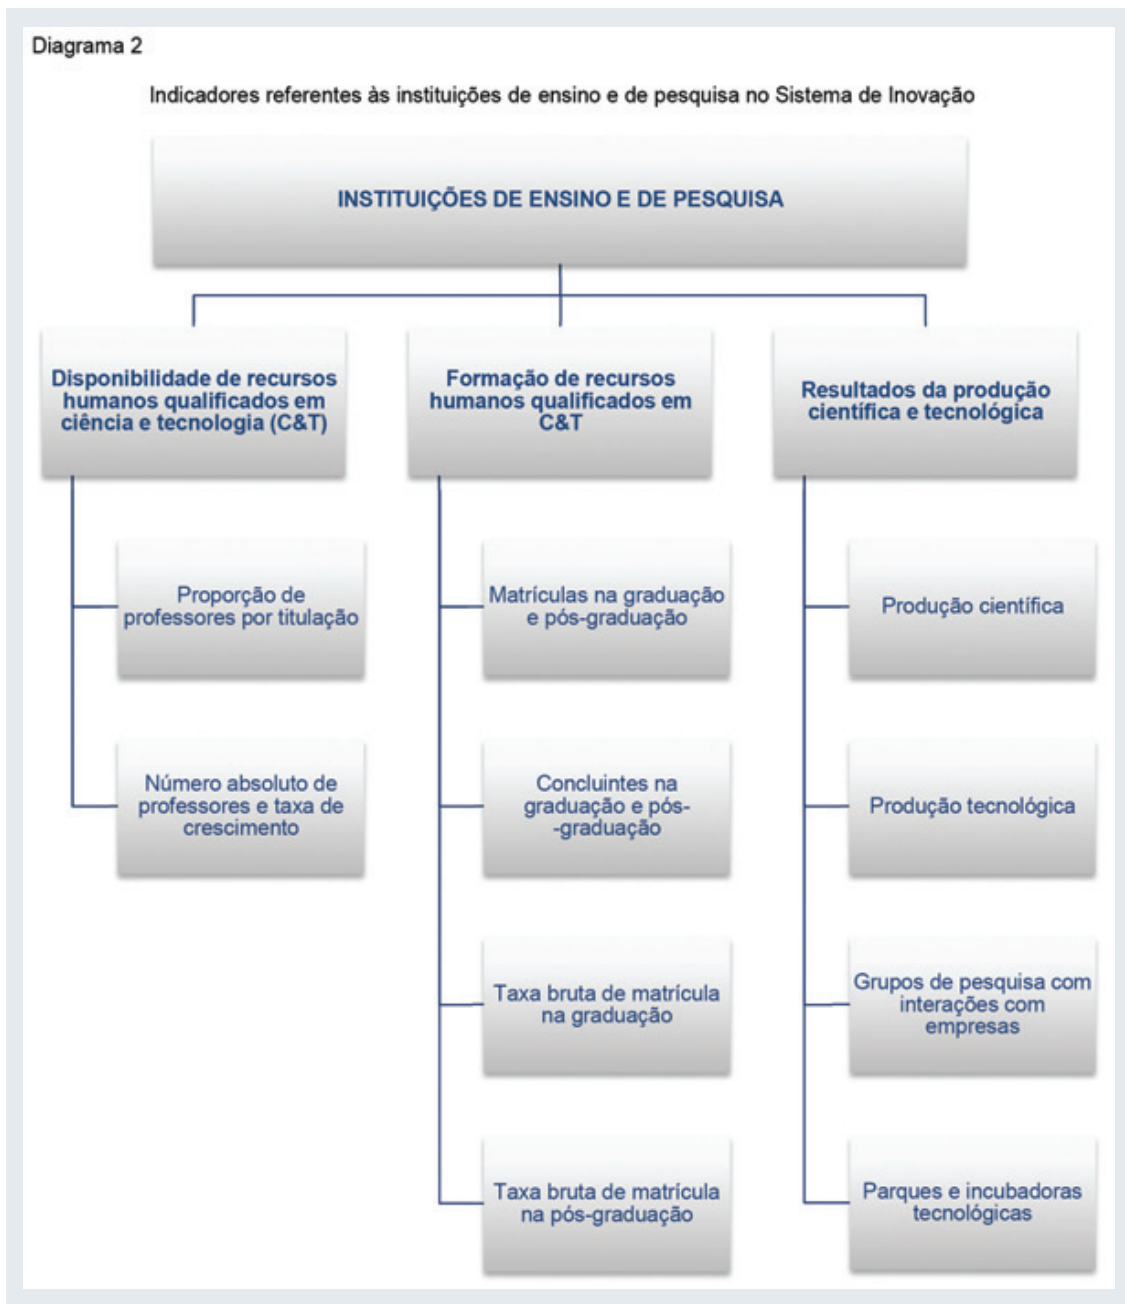 Diagrama 2
Indicadores referentes às instituições de ensino e de pesquisa no Sistema de Inovação
INSTITUIÇÕES DE ENSINO E DE PESQUISA
Disponibilidade de recursos
humanos qualificados em
ciência e tecnologia (C&T)
Proporção de
professores por titulação
Número absoluto de
professores e taxa de
crescimento
Formação de recursos
humanos qualificados em
C&T
Matrículas na graduação
e pós-graduação
Concluintes na
graduação e pós-
-graduação
Taxa bruta de matrícula
na graduação
Taxa bruta de matrícula
na pós-graduação
Resultados da produção
científica e tecnológica
Produção científica
Produção tecnológica
Grupos de pesquisa com
interações com
empresas
Parques e incubadoras
tecnológicas